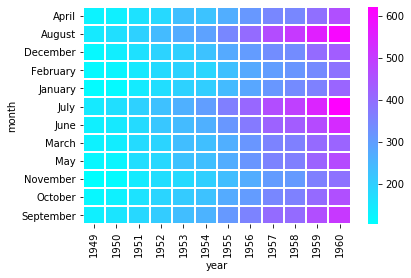 month
April
August
December
February
January
July
June
March
May
November
October
September
1949 1950 1951 1952 1953 1954 1955 1956 1957 1958 1959 1960
year
600
500
400
300
200